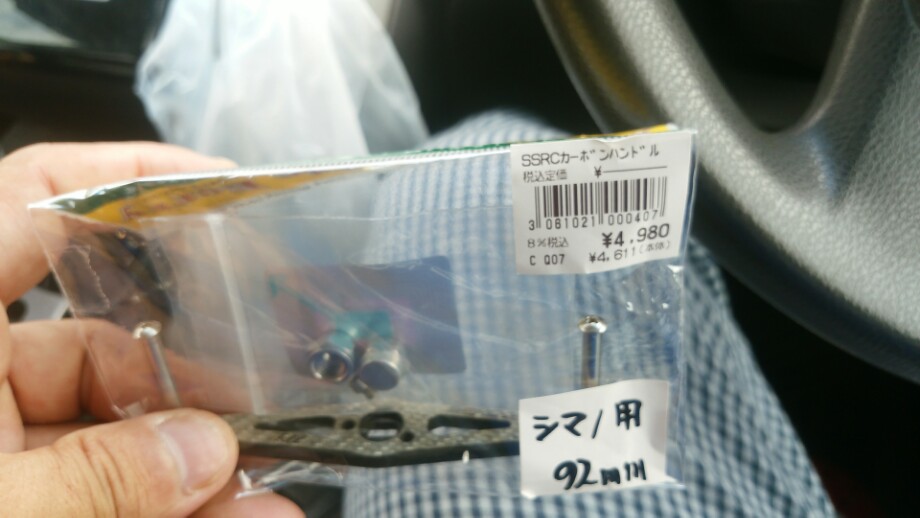 SSRCカーボンハンドル
税込定価 ¥
3 061021 000407
8%税込 ¥4,980
C Q07 ¥4,611(本体)
シマノ用
92mm